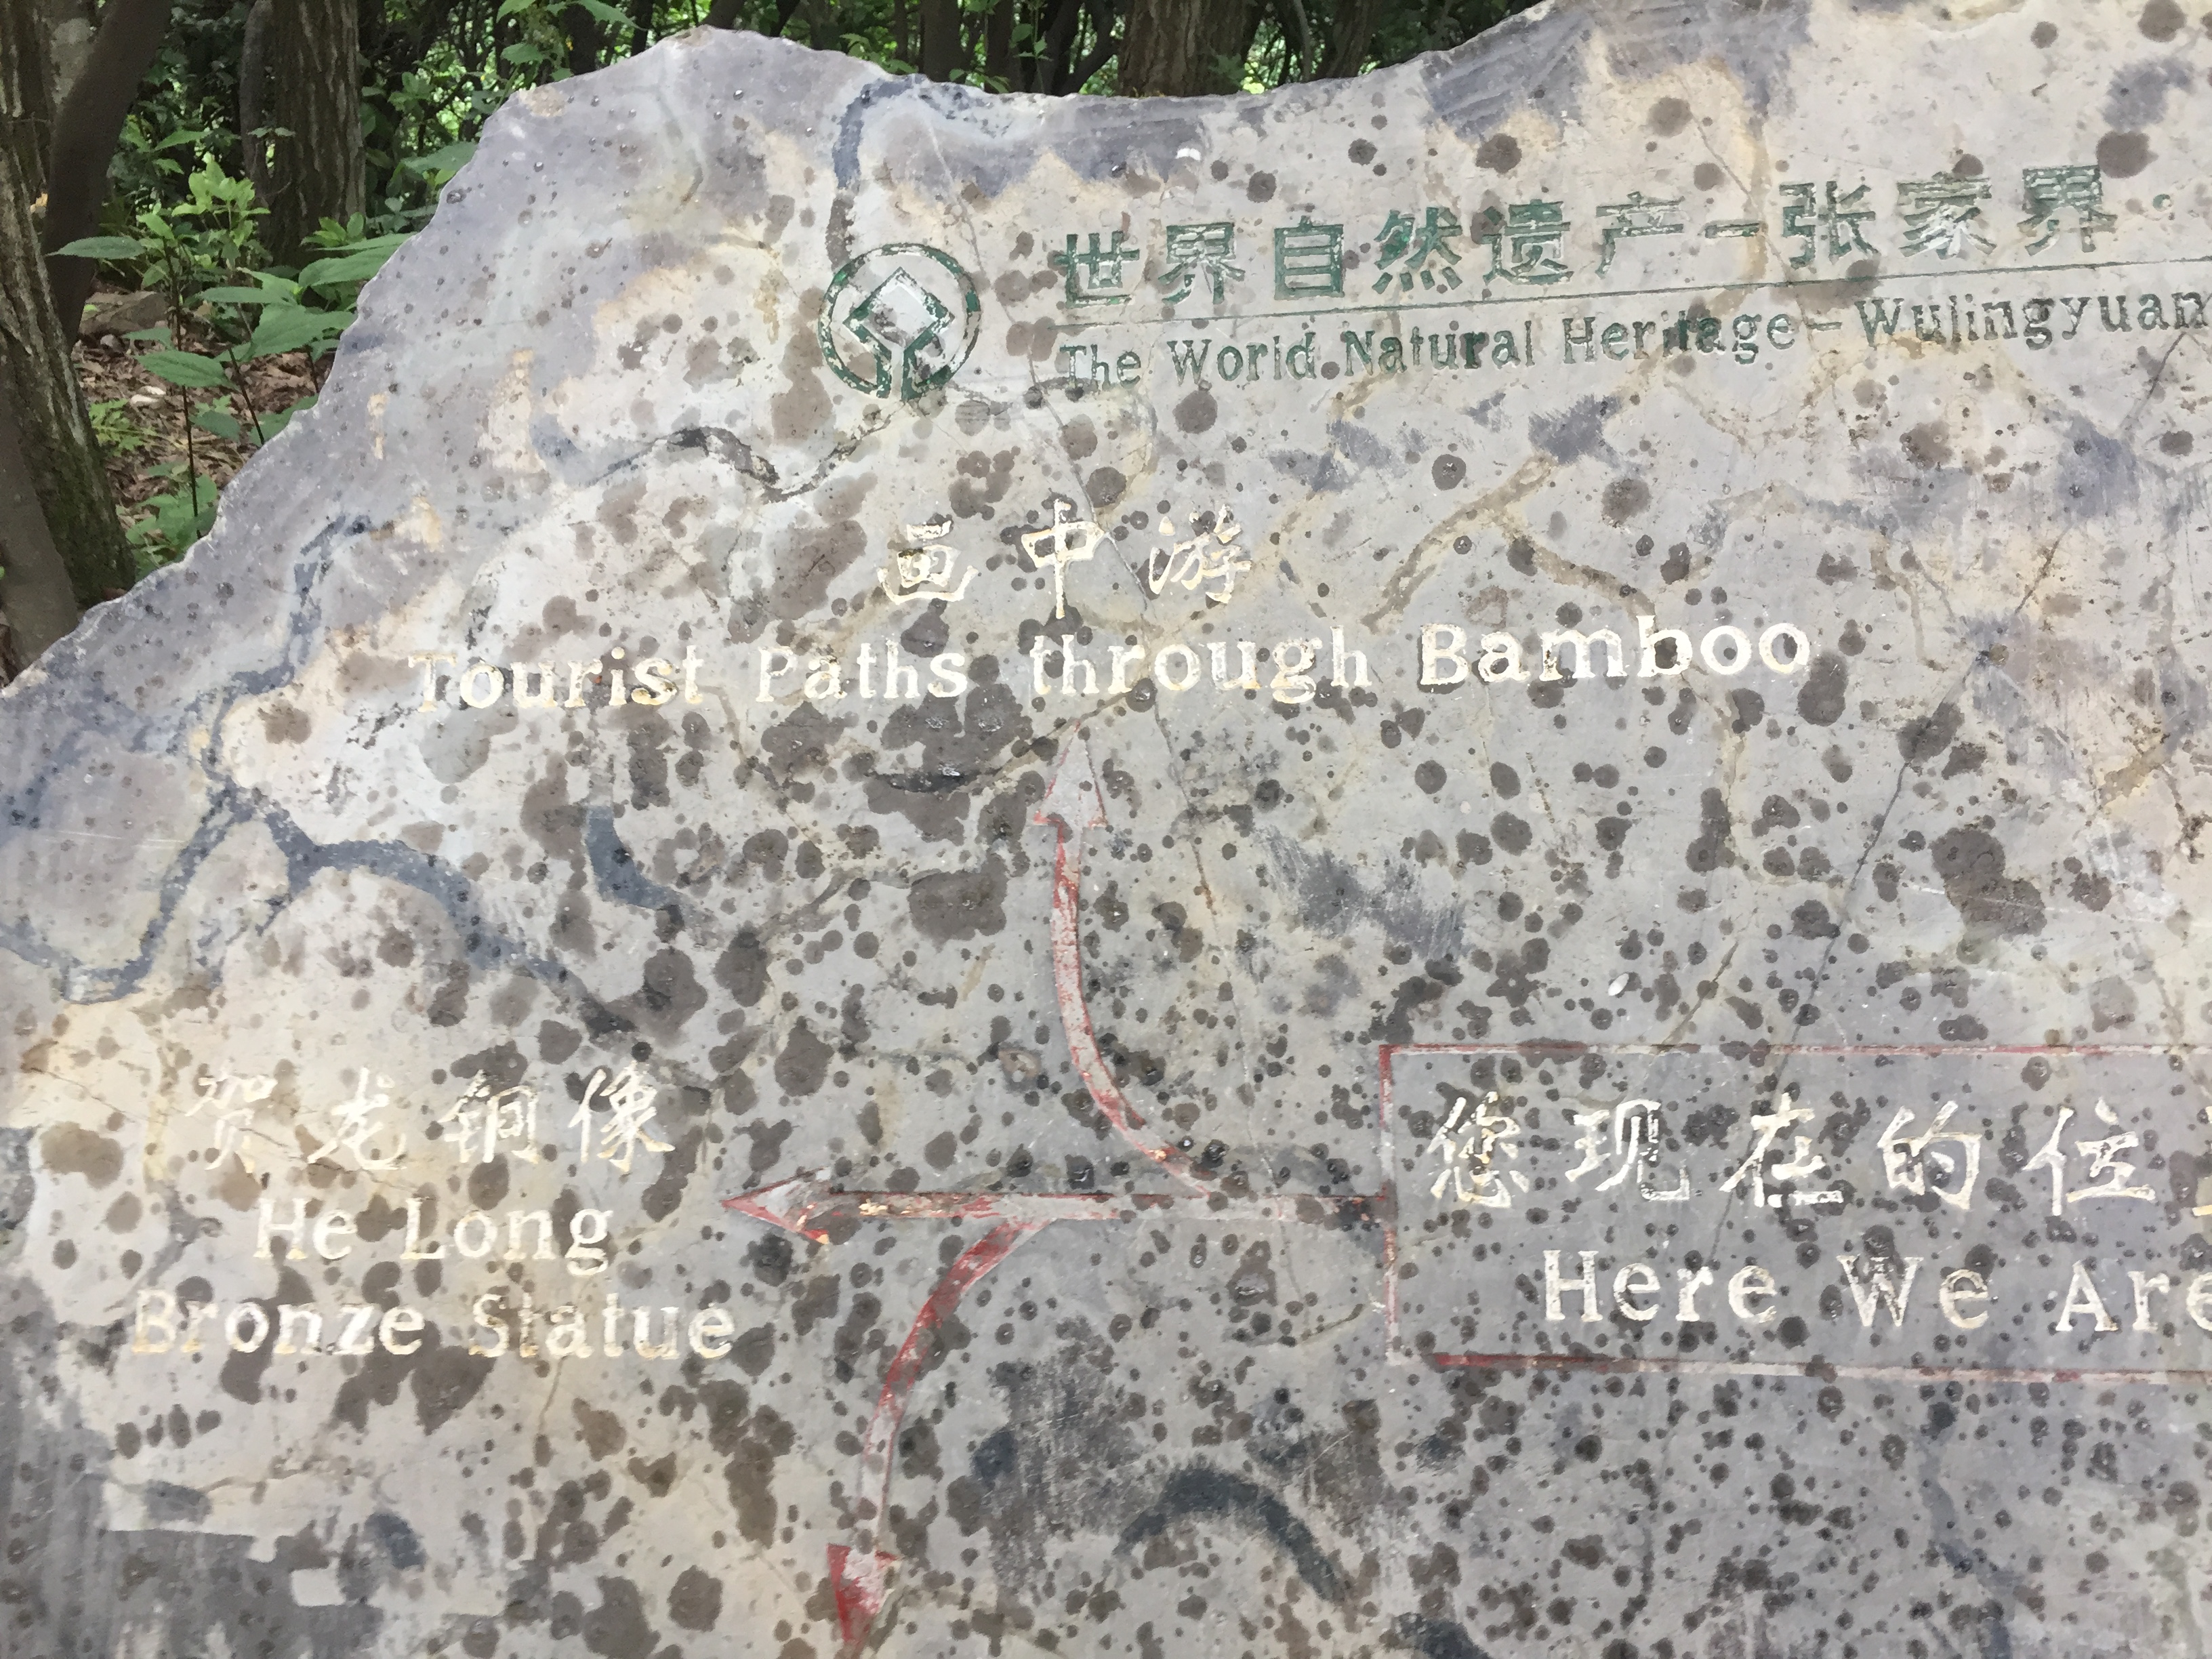 世界自然遗产-张家界·
The World Natural Heritage-Wulingyuan
画中游
Tourist Paths through Bamboo
贺龙铜像
He Long
Bronze Statue
您现在的位
Here We Are